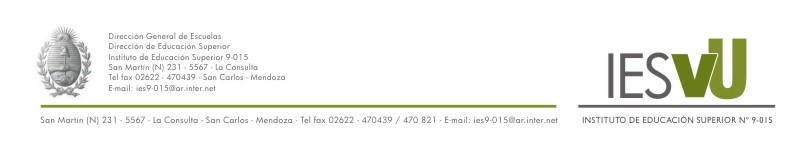 Dirección General de Escuelas
Dirección de Educación Superior
Instituto de Educación Superior 9-015
San Martín (N) 231 - 5567 - La Consulta
Tel fax 02622 - 470439 - San Carlos - Mendoza
E-mail: ies9-015@ar.inter.net
IESVU
San Martín (N) 231 - 5567 - La Consulta - San Carlos - Mendoza - Tel fax 02622 - 470439 / 470 821 - E-mail: ies9-015@ar.inter.net
INSTITUTO DE EDUCACIÓN SUPERIOR N° 9-015